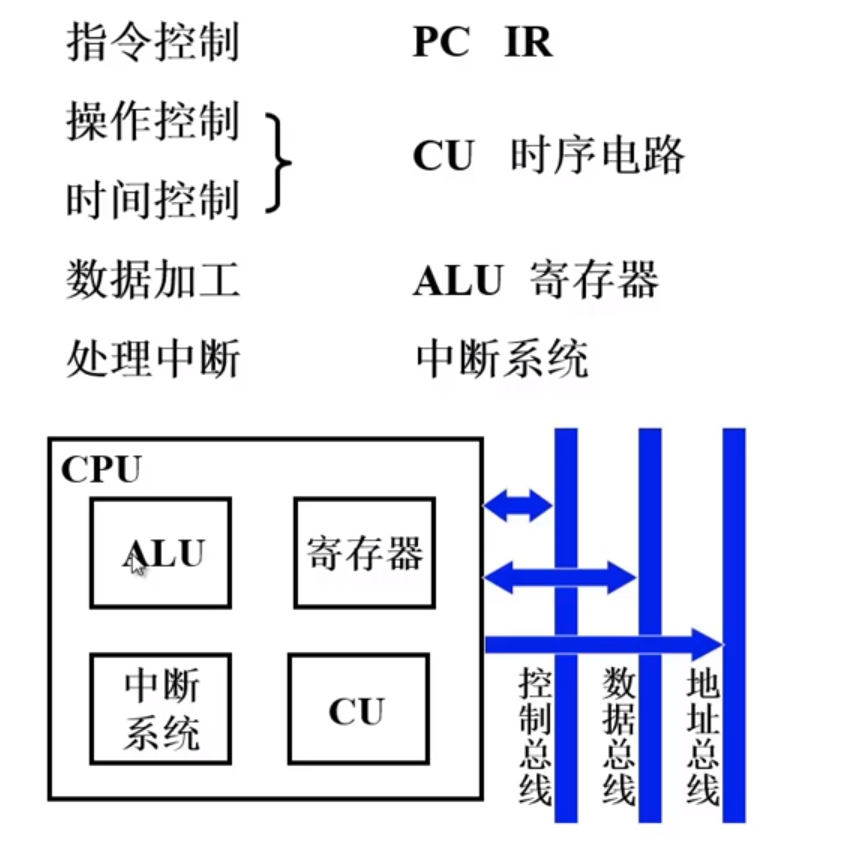 指令控制 PC IR
操作控制
CU 时序电路
时间控制
数据加工 ALU 寄存器
处理中断 中断系统
CPU
ALU
寄存器
中断
系统
CU
控制总线
数据总线
地址总线